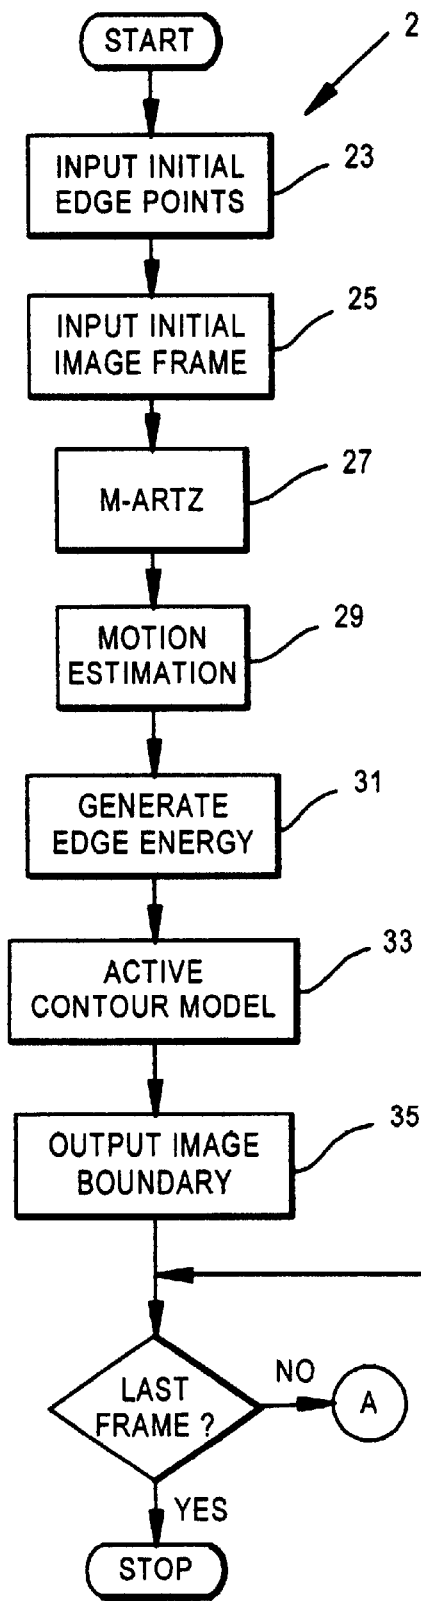 START
2
INPUT INITIAL
EDGE POINTS
23
INPUT INITIAL
IMAGE FRAME
25
M-ARTZ
27
MOTION
ESTIMATION
29
GENERATE
EDGE ENERGY
31
ACTIVE
CONTOUR MODEL
33
OUTPUT IMAGE
BOUNDARY
35
LAST
FRAME ?
NO
A
YES
STOP